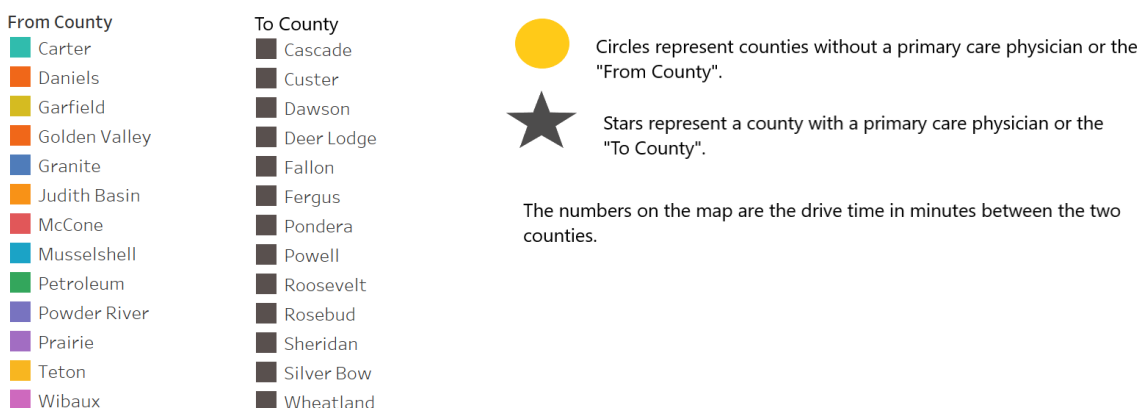 From County
Carter
Daniels
Garfield
Golden Valley
Granite
Judith Basin
McCone
Musselshell
Petroleum
Powder River
Prairie
Teton
Wibaux
To County
Cascade
Custer
Dawson
Deer Lodge
Fallon
Fergus
Pondera
Powell
Roosevelt
Rosebud
Sheridan
Silver Bow
Wheatland
Circles represent counties without a primary care physician or the
"From County".
Stars represent a county with a primary care physician or the
"To County".
The numbers on the map are the drive time in minutes between the two
counties.